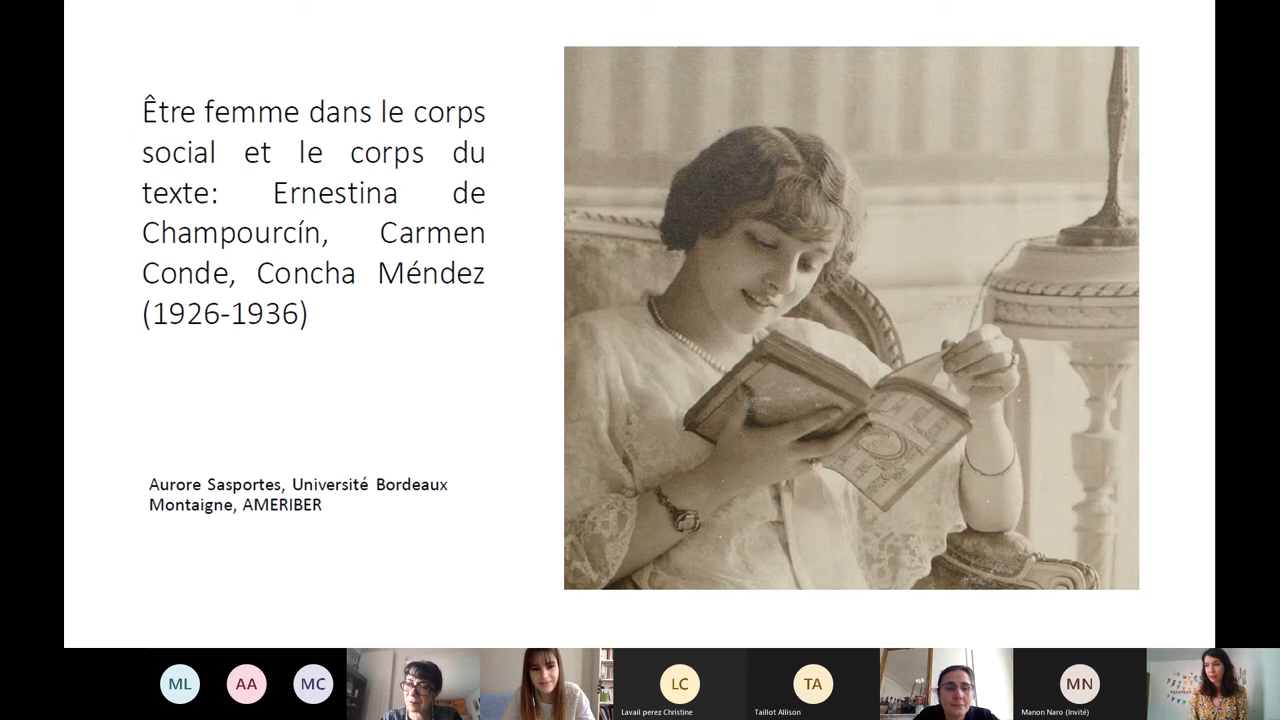 Être femme dans le corps
social et le corps du
texte: Ernestina de
Champourcín, Carmen
Conde, Concha Méndez
(1926-1936)
Aurore Sasportes, Université Bordeaux
Montaigne, AMERIBER
ML
AA
MC
LC
Lavail perez Christine
TA
Taillot Allison
MN
Manon Naro (Invité)